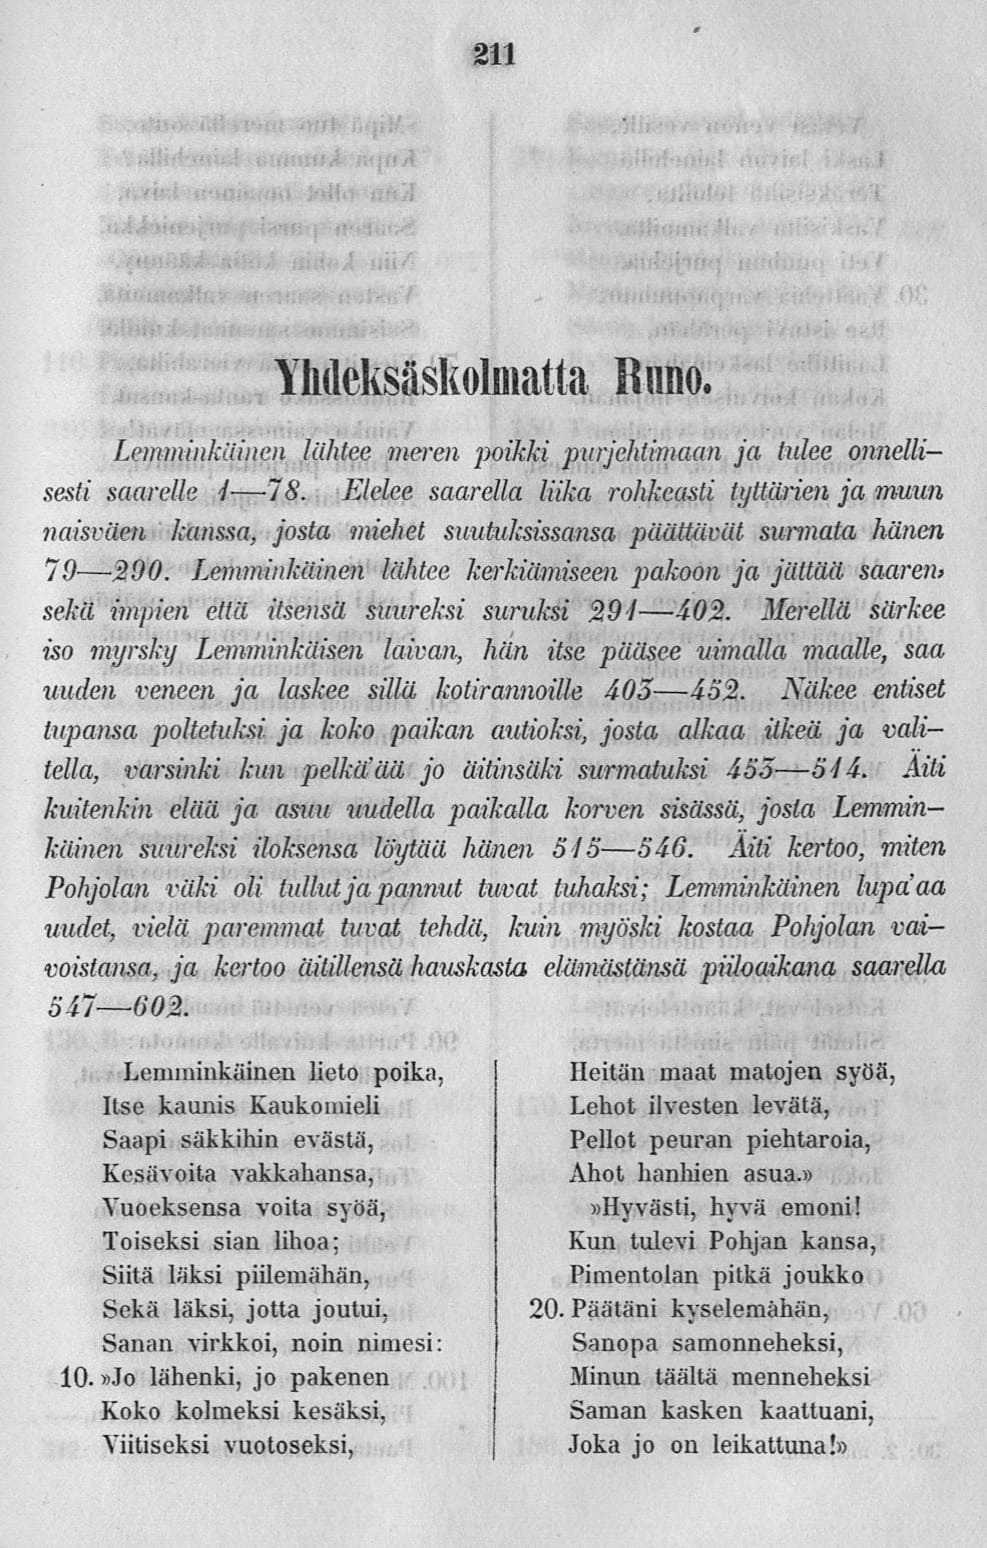 211
Yhdeksäskolmatta Runo.
Lemminkäinen lähtee meren poikki purjehtimaan ja tulee onnelli–
sesti saarelle 1—78. Elelee saarella liika rohkeasti tyttärien ja muun
naisväen kanssa, josta miehet suutuksissansa päättävät surmata hänen
79—290. Lemminkäinen lähtee kerkiämiseen pakoon ja jättää saaren,
sekä impien että itsensä suureksi suruksi 291—402. Merellä särkee
iso myrsky Lemminkäisen laivan, hän itse pääsee uimalla maalle, saa
uuden veneen ja laskee sillä kotirannoille 403—452. Näkee entiset
tupansa poltetuksi ja koko paikan autioksi, josta alkaa itkeä ja vali–
tella, varsinki kun pelkä'ää jo äitinsäki surmatuksi 453—514. Äiti
kuitenkin elää ja asuu uudella paikalla korven sisässä, josta Lemmin–
käinen suureksi iloksensa löytää hänen 515—546. Äiti kertoo, miten
Pohjolan väki oli tullut ja pannut tuvat tuhaksi; Lemminkäinen lupa'aa
uudet, vielä paremmat tuvat tehdä, kuin myöski kostaa Pohjolan vai–
voistansa, ja kertoo äitillensä hauskasta elämästänsä piiloaikana saarella
547—602.
Lemminkäinen lieto poika,
Itse kaunis Kaukomieli
Saapi säkkihin evästä,
Kesävoita vakkahansa,
Vuoeksensa voita syöä,
Toiseksi sian lihoa;
Siitä läksi piilemähän,
Sekä läksi, jotta joutui,
Sanan virkkoi, noin nimesi:
10. »Jo lähenki, jo pakenen
Koko kolmeksi kesäksi,
Viitiseksi vuotoseksi,
Heitän maat matojen syöä,
Lehot ilvesten levätä,
Pellot peuran piehtaroia,
Ahot hanhien asua.»
»Hyvästi, hyvä emoni!
Kun tulevi Pohjan kansa,
Pimentolan pitkä joukko
20. Päätäni kyselemähän,
Sanopa samonneheksi,
Minun täältä menneheksi
Saman kasken kaattuani,
Joka jo on leikattuna!»